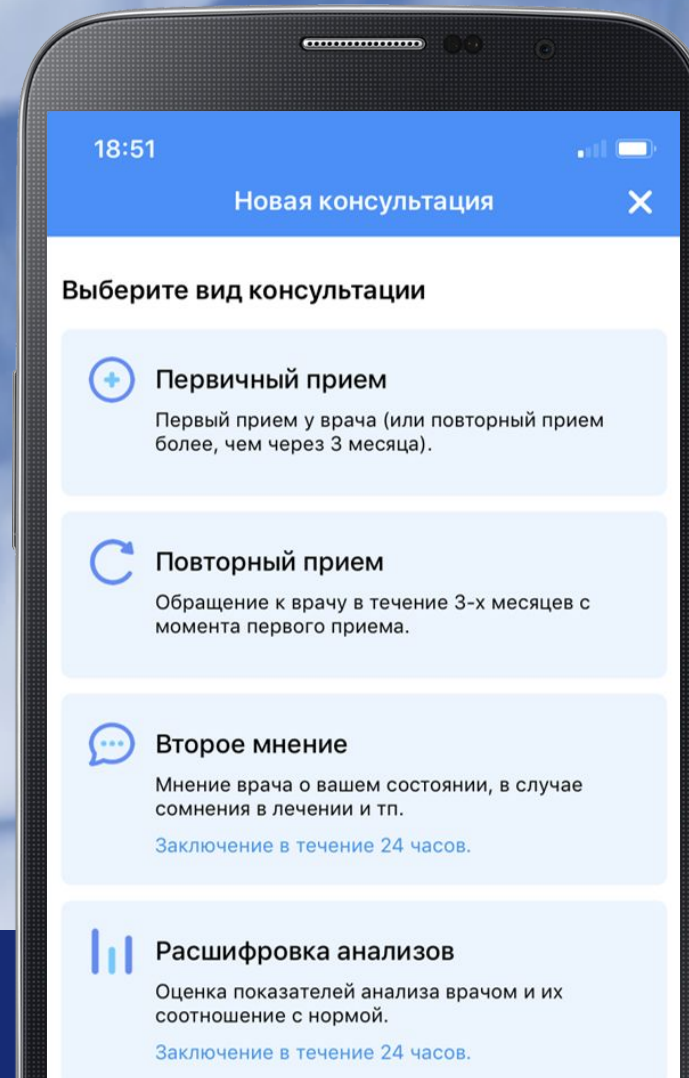 18:51
Новая консультация
Выберите вид консультации
Первичный прием
Первый прием у врача (или повторный прием
более, чем через 3 месяца).
Повторный прием
Обращение к врачу в течение 3-х месяцев с
момента первого приема.
Второе мнение
Мнение врача о вашем состоянии, в случае
сомнения в лечении и тп.
Заключение в течение 24 часов.
Расшифровка анализов
Оценка показателей анализа врачом и их
соотношение с нормой.
Заключение в течение 24 часов.